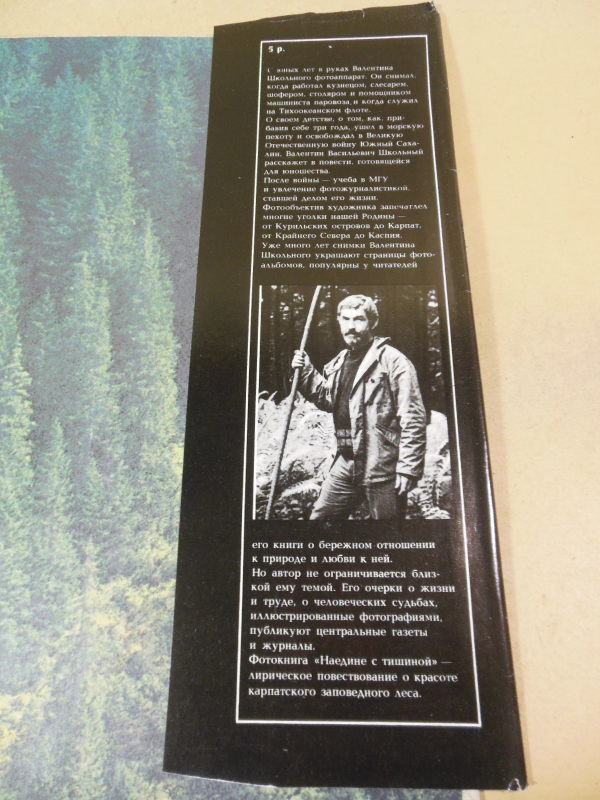 5 р.
С юных лет в руках Валентина
Школьного фотоаппарат. Он снимал,
когда работал кузнецом, слесарем,
шофером, столяром и помощником
машиниста паровоза, и когда служил
на Тихоокеанском флоте.
О своем детстве, о том, как, при-
бавив себе три года, ушел в морскую
пехоту и освобождал в Великую
Отечественную войну Южный Саха-
лин, Валентин Васильевич Школьный
расскажет в повести, готовящейся
для юношества.
После войны — учеба в МГУ
и увлечение фотожурналистикой,
ставшей делом его жизни.
Фотообъектив художника запечатлел
многие уголки нашей Родины —
от Курильских островов до Карпат,
от Крайнего Севера до Каспия.
Уже много лет снимки Валентина
Школьного украшают страницы фото-
альбомов, популярны у читателей
его книги о бережном отношении
к природе и любви к ней.
Но автор не ограничивается близ-
кой ему темой. Его очерки о жизни
и труде, о человеческих судьбах,
иллюстрированные фотографиями,
публикуют центральные газеты
и журналы.
Фотокнига «Наедине с тишиной» —
лирическое повествование о красоте
карпатского заповедного леса.